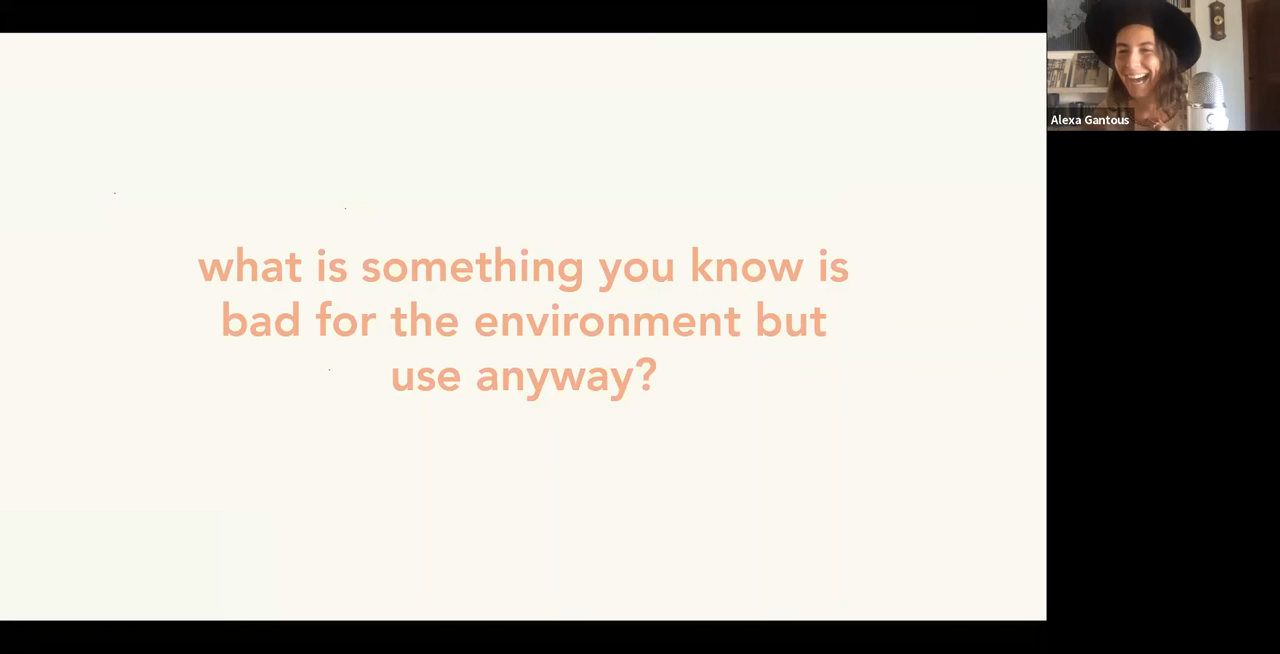 what is something you know is
bad for the environment but
use anyway?
Alexa Gantous